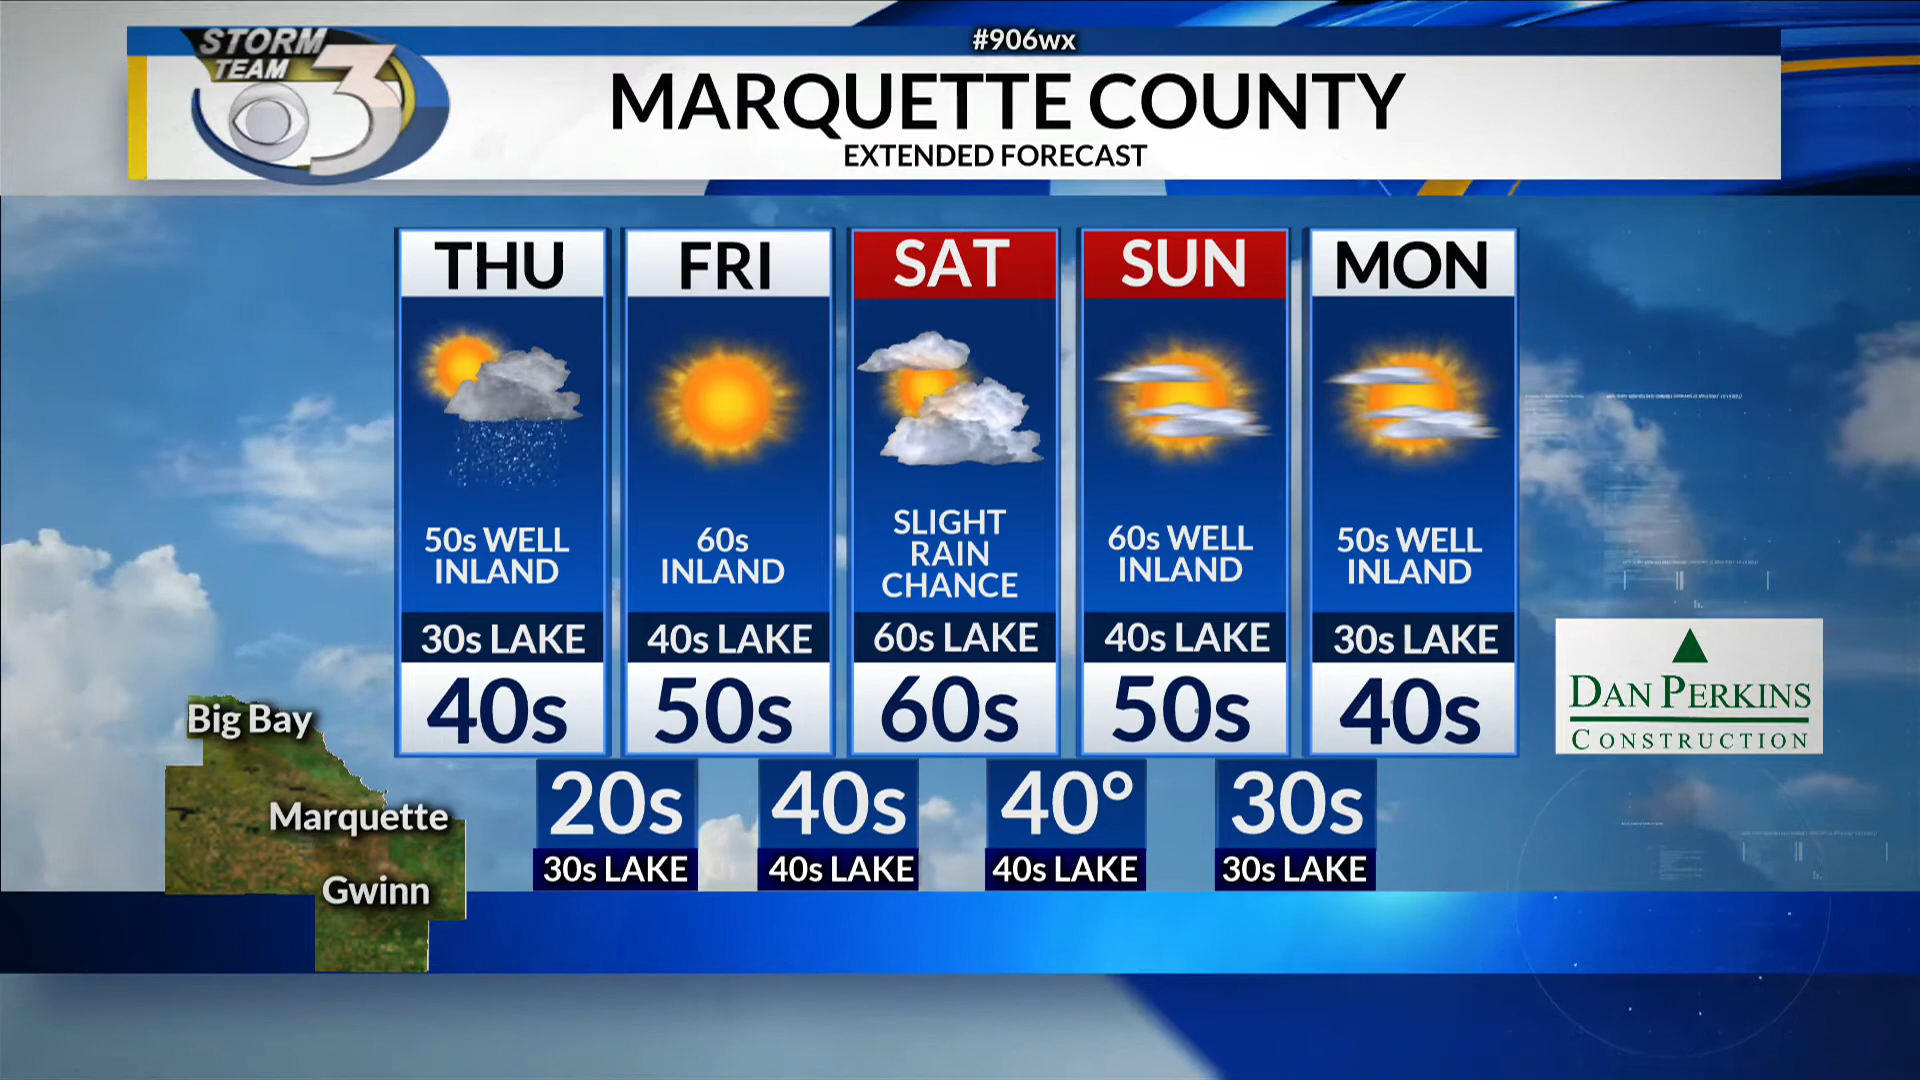 #906wx
STORM
TEAM
3
MARQUETTE COUNTY
EXTENDED FORECAST
THU
50s WELL
INLAND
30s LAKE
40s
FRI
60s
INLAND
40s LAKE
50s
SAT
SLIGHT
RAIN
CHANCE
60s LAKE
60s
SUN
60s WELL
INLAND
40s LAKE
50s
MON
50s WELL
INLAND
30s LAKE
40s
20s
30s LAKE
40s
40s LAKE
40°
40s LAKE
30s
30s LAKE
Big Bay
Marquette
Gwinn
DAN PERKINS
CONSTRUCTION